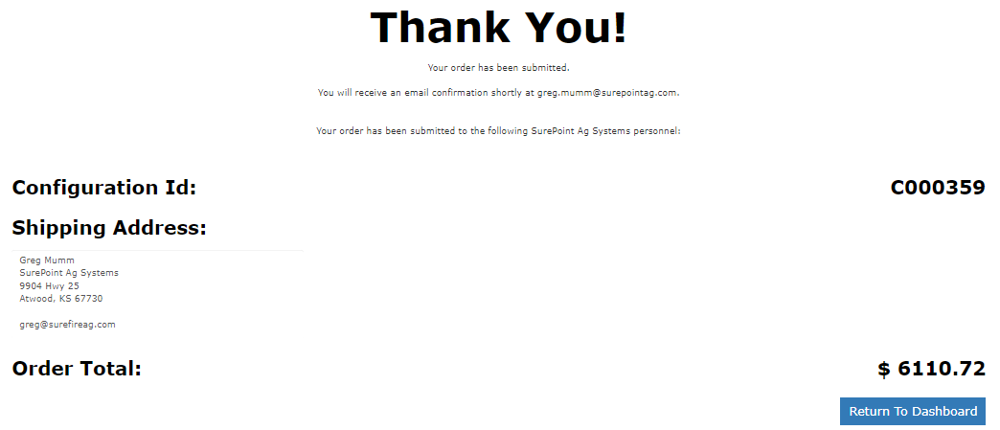 Thank You!
Your order has been submitted.
You will receive an email confirmation shortly at greg.mumm@surepointag.com.
Your order has been submitted to the following SurePoint Ag Systems personnel:
Configuration Id: C000359
Shipping Address:
Greg Mumm
SurePoint Ag Systems
9904 Hwy 25
Atwood, KS 67730
greg@surefireag.com
Order Total: $ 6110.72
Return To Dashboard